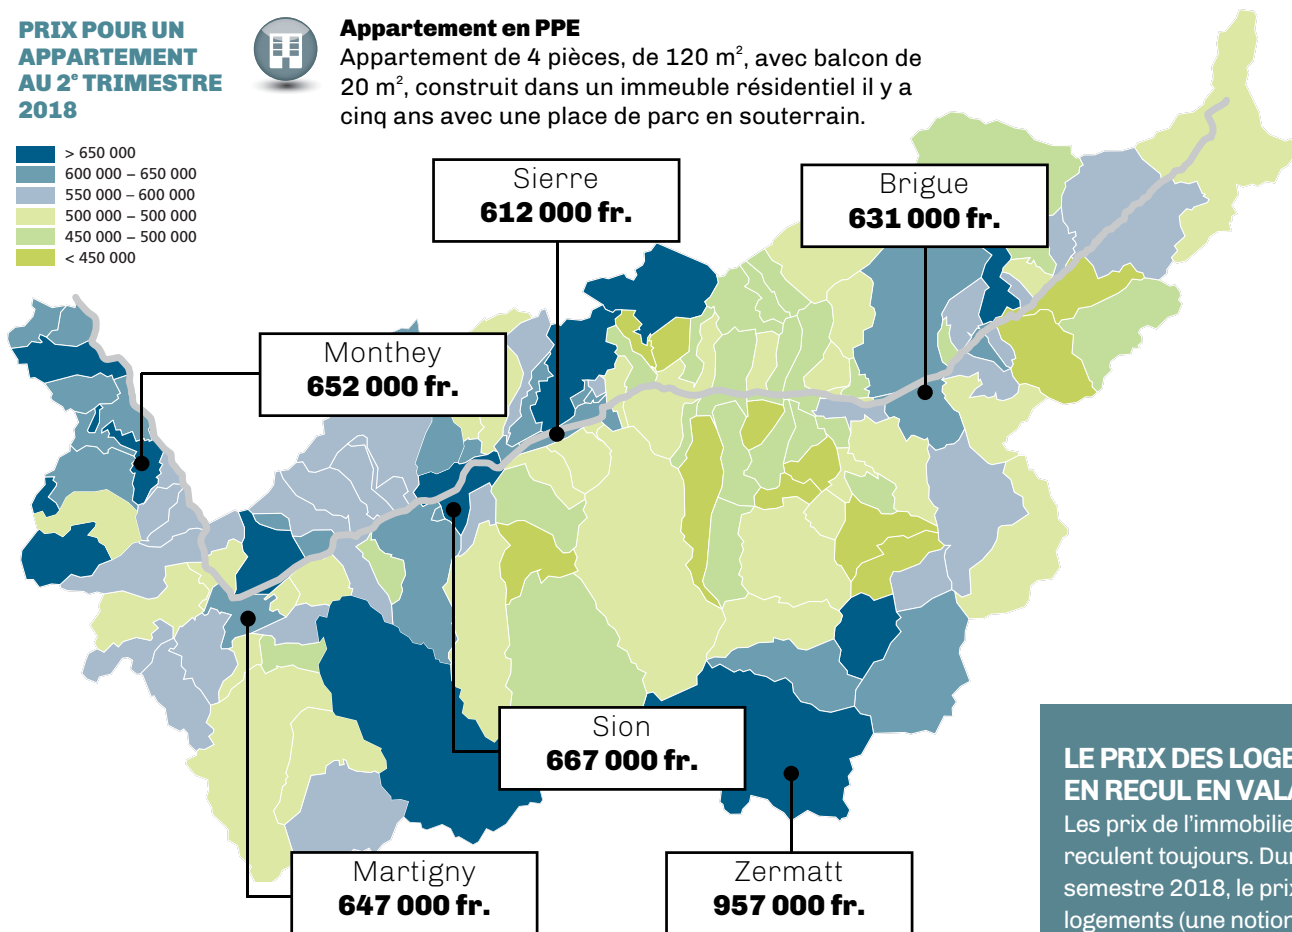 PRIX POUR UN
APPARTEMENT
AU 2e TRIMESTRE
2018
Appartement en PPE
Appartement de 4 pièces, de 120 m², avec balcon de
20 m², construit dans un immeuble résidentiel il y a
cinq ans avec une place de parc en souterrain.
> 650 000
600 000 – 650 000
550 000 – 600 000
500 000 – 500 000
450 000 – 500 000
< 450 000
Sierre
612 000 fr.
Brigue
631 000 fr.
Monthey
652 000 fr.
Sion
667 000 fr.
Martigny
647 000 fr.
Zermatt
957 000 fr.
LE PRIX DES LOGE
EN RECUL EN VALA
Les prix de l'immobilie
reculent toujours. Dur
semestre 2018, le prix
logements (une notion